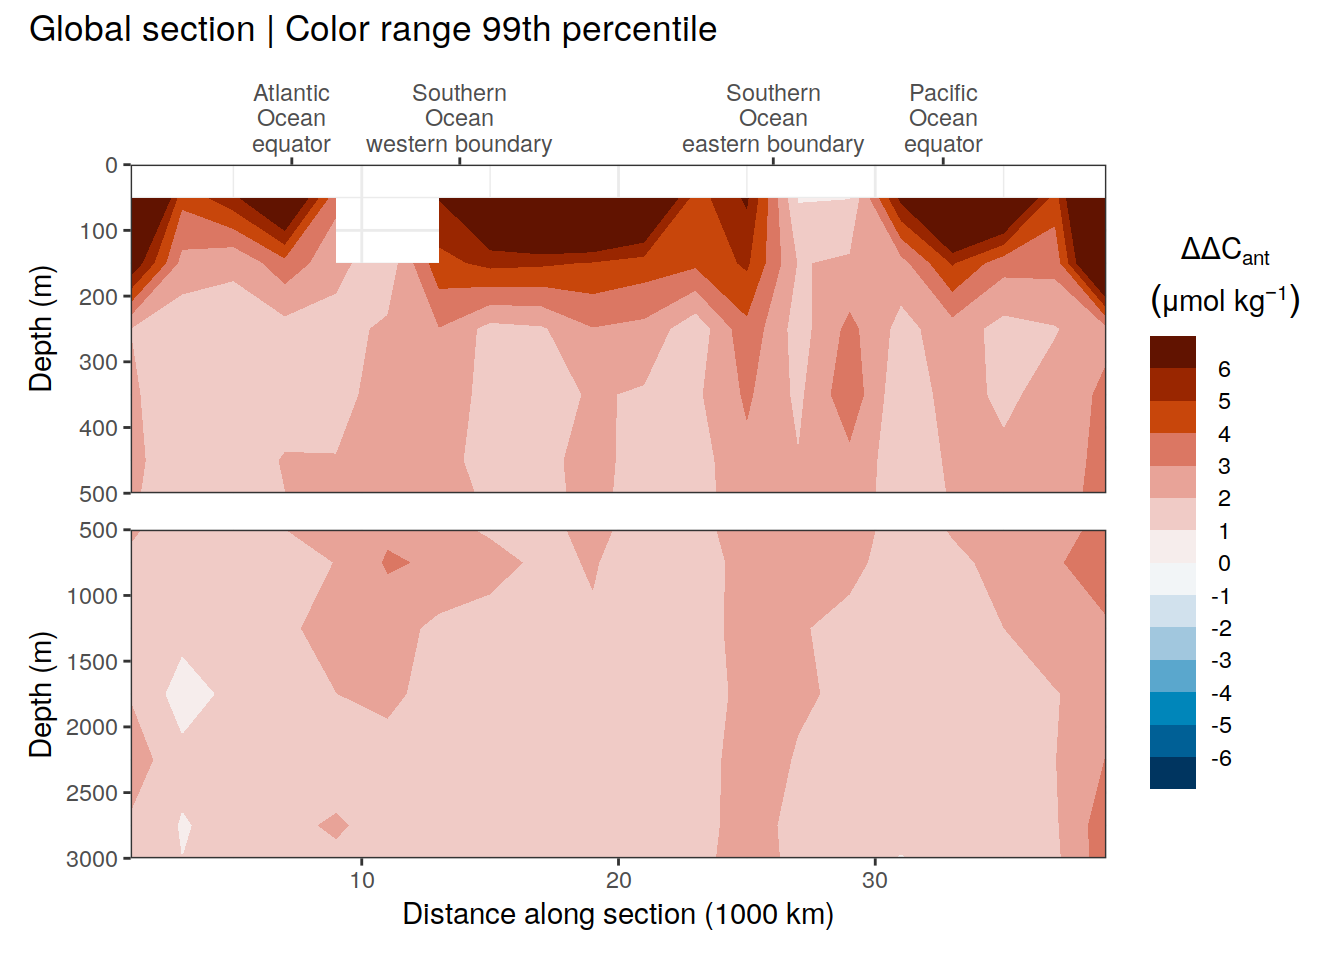 Global section | Color range 99th percentile
Atlantic
Ocean
equator
Southern
Ocean
western boundary
Southern
Ocean
eastern boundary
Pacific
Ocean
equator
Depth (m)
0
100
200
300
400
500
Depth (m)
500
1000
1500
2000
2500
3000
10
20
30
Distance along section (1000 km)
ΔΔCant
(μmol kg⁻¹)
6
5
4
3
2
1
0
-1
-2
-3
-4
-5
-6